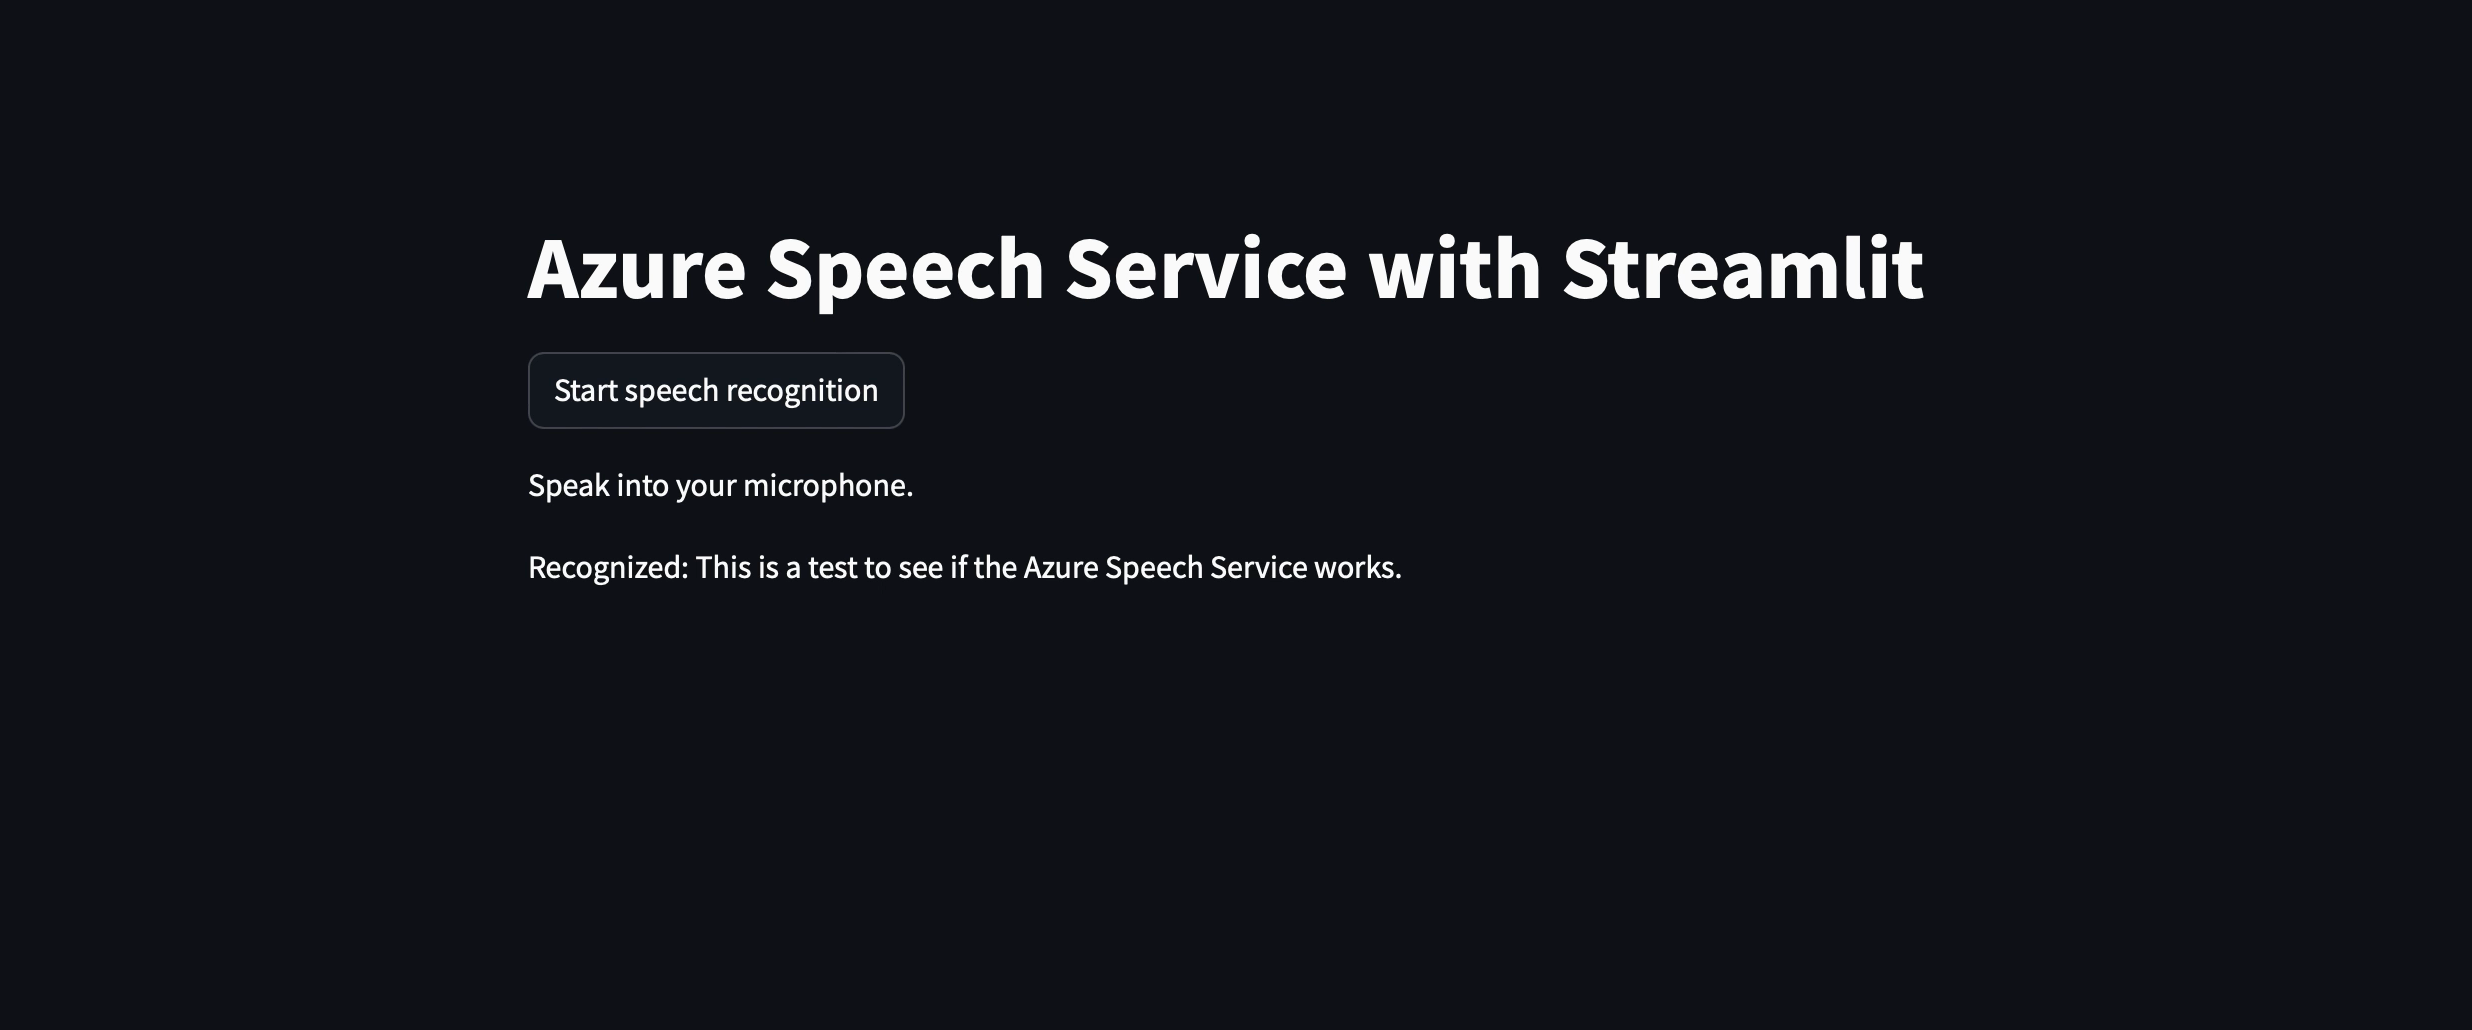 Azure Speech Service with Streamlit
Start speech recognition
Speak into your microphone.
Recognized: This is a test to see if the Azure Speech Service works.